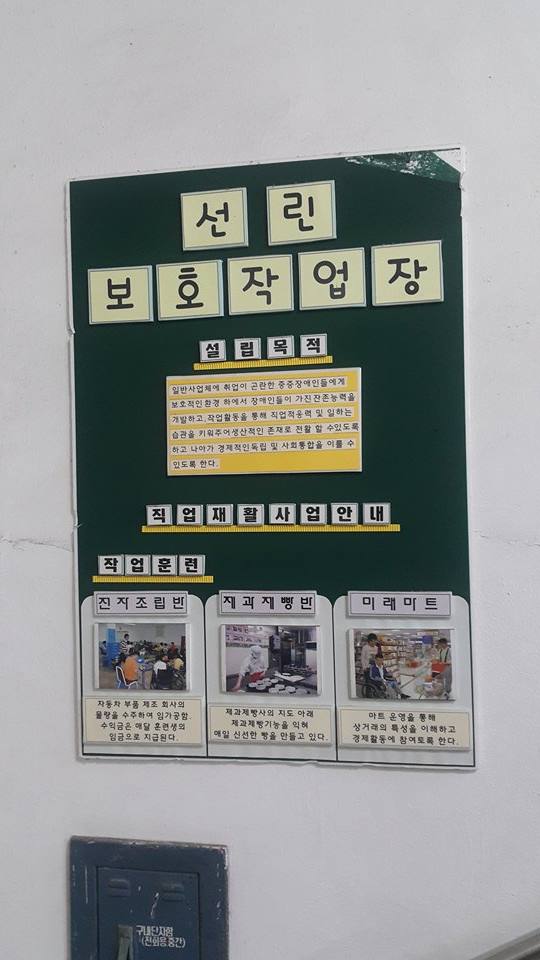 선린
보호작업장
설립목적
일반사업체에 취업이 곤란한 중증장애인들에게
보호적인환경 하에서 장애인들이 가진잔존능력을
개발하고,작업활동을 통해 직업적응력 및 일하는
습관을 키워주어생산적인 존재로 전활 할 수있도록
하고 나아가 경제적인독립 및 사회통합을 이룰 수
있도록 한다.
직업재활사업안내
작업훈련
전자조립반
자동차 부품 제조 회사의
물량을 수주하여 임가공함.
수익금은 매달 훈련생의
임금으로 지급된다.
제과제빵반
제과제빵사의 지도 아래
제과제빵기능을 익혀
매일 신선한 빵을 만들고 있다.
미래마트
마트 운영을 통해
상거래의 특성을 이해하고
경제활동에 참여토록 한다.
구내단자함
(전화용,중간)